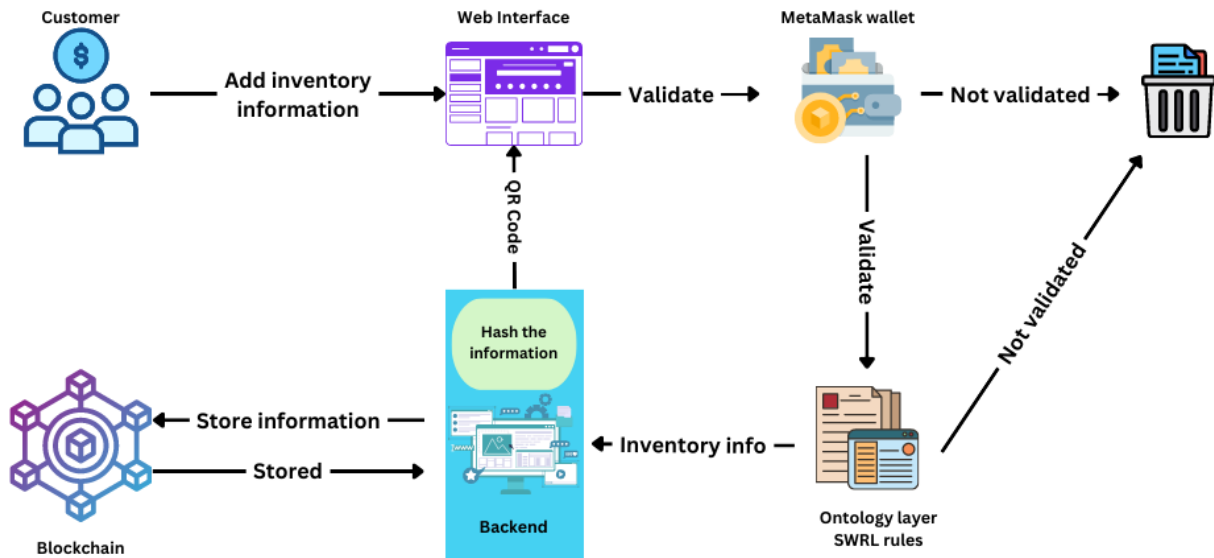 Customer
Web Interface
MetaMask wallet
$
Add inventory
information
Validate
Not validated
QR Code
Validate
Not validated
Hash the
information
Store information
Inventory info
Stored
Backend
Ontology layer
SWRL rules
Blockchain